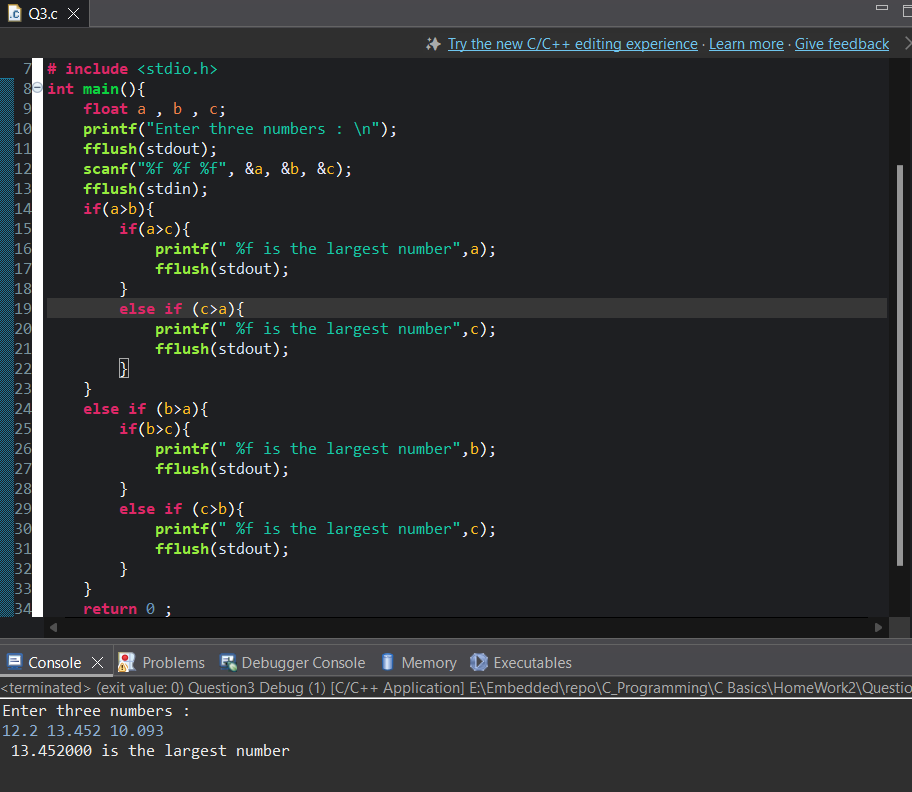 Q3.c
Try the new C/C++ editing experience · Learn more · Give feedback
7 # include <stdio.h>
8 int main(){
9     float a , b , c;
10     printf("Enter three numbers : \n");
11     fflush(stdout);
12     scanf("%f %f %f", &a, &b, &c);
13     fflush(stdin);
14     if(a>b){
15         if(a>c){
16             printf(" %f is the largest number",a);
17             fflush(stdout);
18         }
19         else if (c>a){
20             printf(" %f is the largest number",c);
21             fflush(stdout);
22         }
23     }
24     else if (b>a){
25         if(b>c){
26             printf(" %f is the largest number",b);
27             fflush(stdout);
28         }
29         else if (c>b){
30             printf(" %f is the largest number",c);
31             fflush(stdout);
32         }
33     }
34     return 0 ;
Console Problems Debugger Console Memory Executables
<terminated> (exit value: 0) Question3 Debug (1) [C/C++ Application] E:\Embedded\repo\C_Programming\C Basics\HomeWork2\Questio
Enter three numbers :
12.2 13.452 10.093
 13.452000 is the largest number